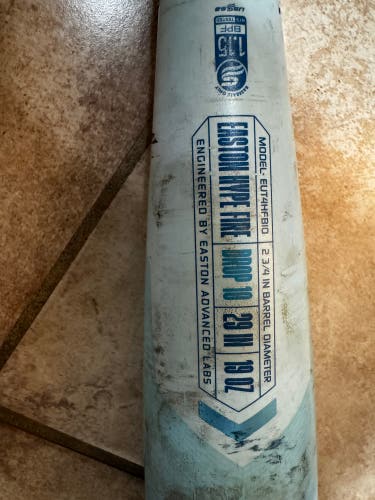 USSSA
BPF
1.15
MODEL- EUT4HFB10 | 2 3/4 IN BARREL DIAMETER
EASTON HYPE FIRE | DROP 10 | 29 IN | 19 OZ
ENGINEERED BY EASTON ADVANCED LABS